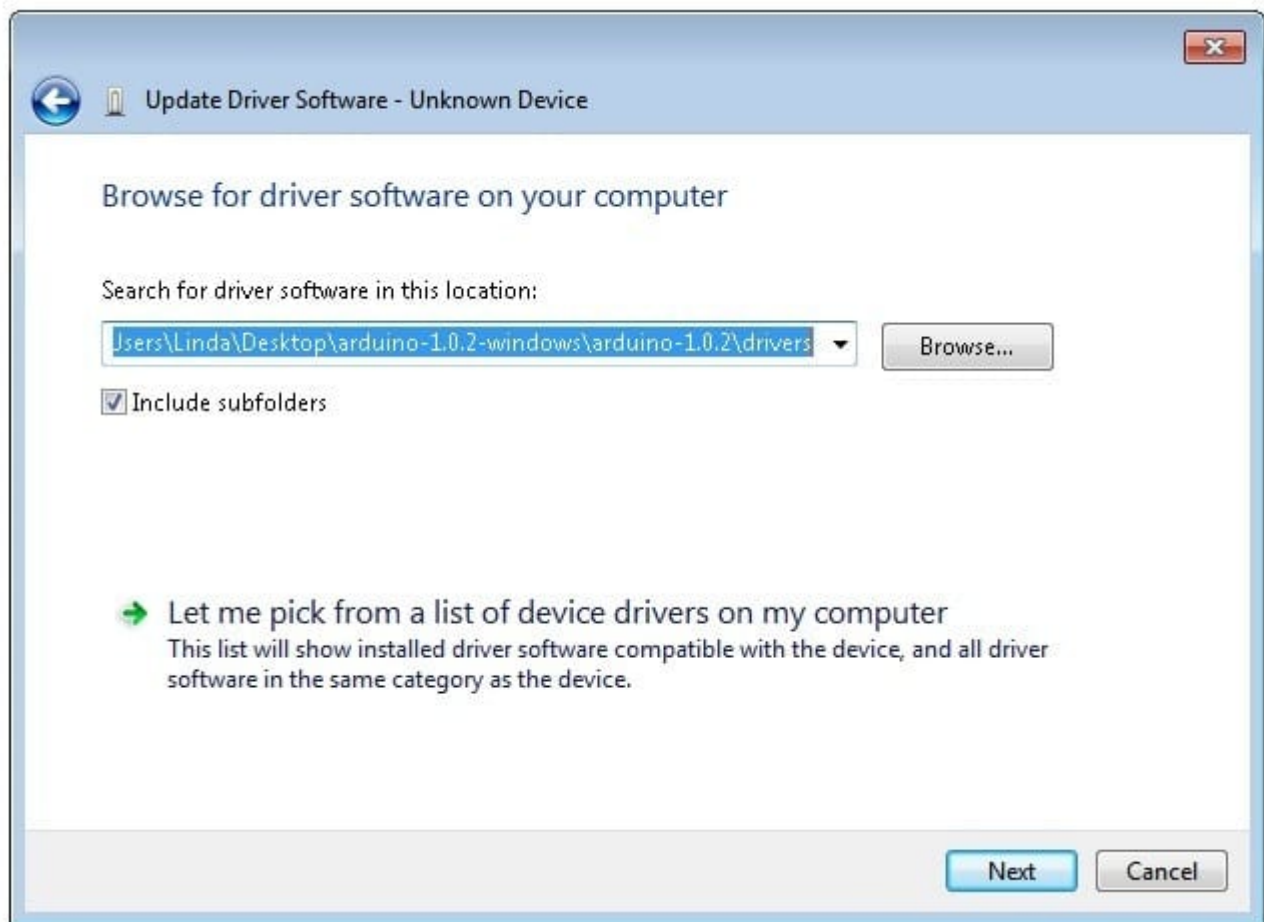 Update Driver Software - Unknown Device
Browse for driver software on your computer
Search for driver software in this location:
Users\Linda\Desktop\arduino-1.0.2-windows\arduino-1.0.2\drivers
Browse...
Include subfolders
Let me pick from a list of device drivers on my computer
This list will show installed driver software compatible with the device, and all driver
software in the same category as the device.
Next
Cancel